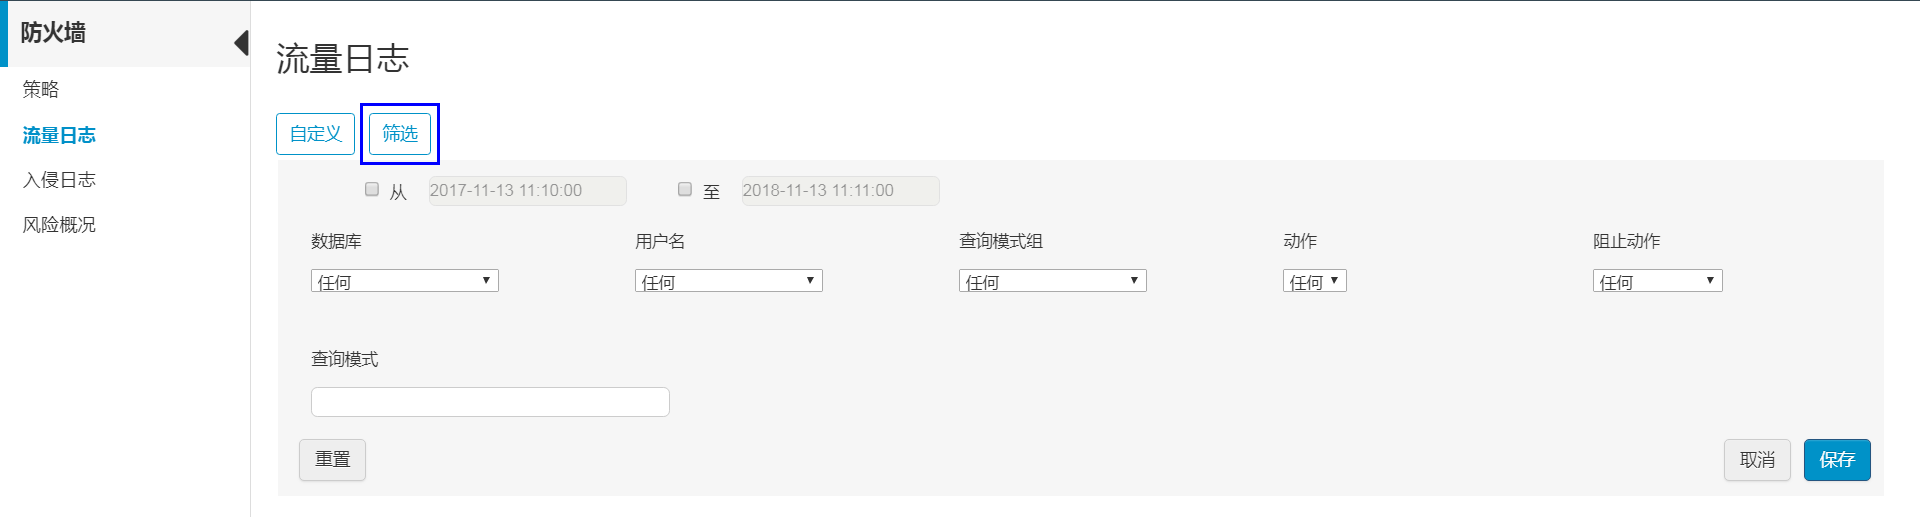 防火墙
策略
流量日志
入侵日志
风险概况
流量日志
自定义 筛选
从 2017-11-13 11:10:00 至 2018-11-13 11:11:00
数据库 用户名 查询模式组 动作 阻止动作
任何 任何 任何 任何 任何
查询模式
重置 取消 保存